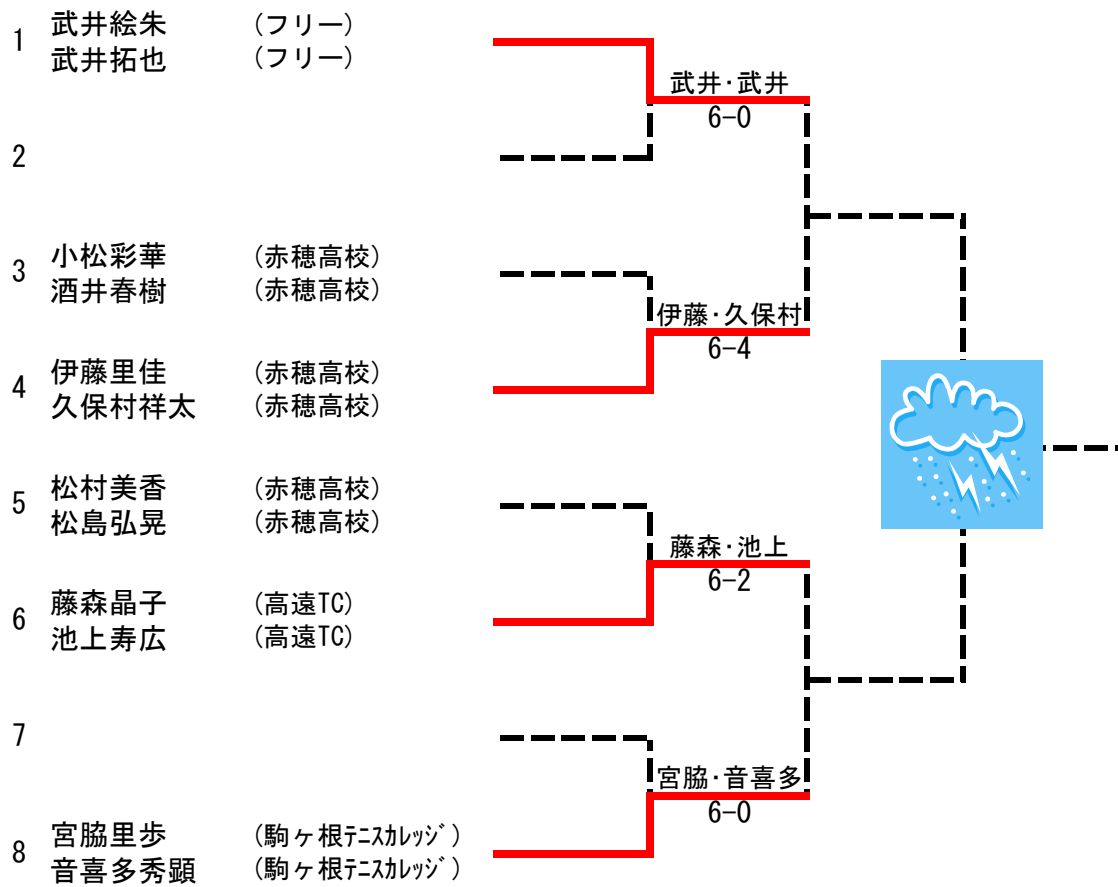 1 武井絵朱 (フリー)
武井拓也 (フリー)
武井・武井
6-0
2
3 小松彩華 (赤穂高校)
酒井春樹 (赤穂高校)
伊藤・久保村
6-4
4 伊藤里佳 (赤穂高校)
久保村祥太 (赤穂高校)
5 松村美香 (赤穂高校)
松島弘晃 (赤穂高校)
藤森・池上
6-2
6 藤森晶子 (高遠TC)
池上寿広 (高遠TC)
7
宮脇・音喜多
6-0
8 宮脇里歩 (駒ヶ根ﾃﾆｽｶﾚｯｼﾞ)
音喜多秀顕 (駒ヶ根ﾃﾆｽｶﾚｯｼﾞ)